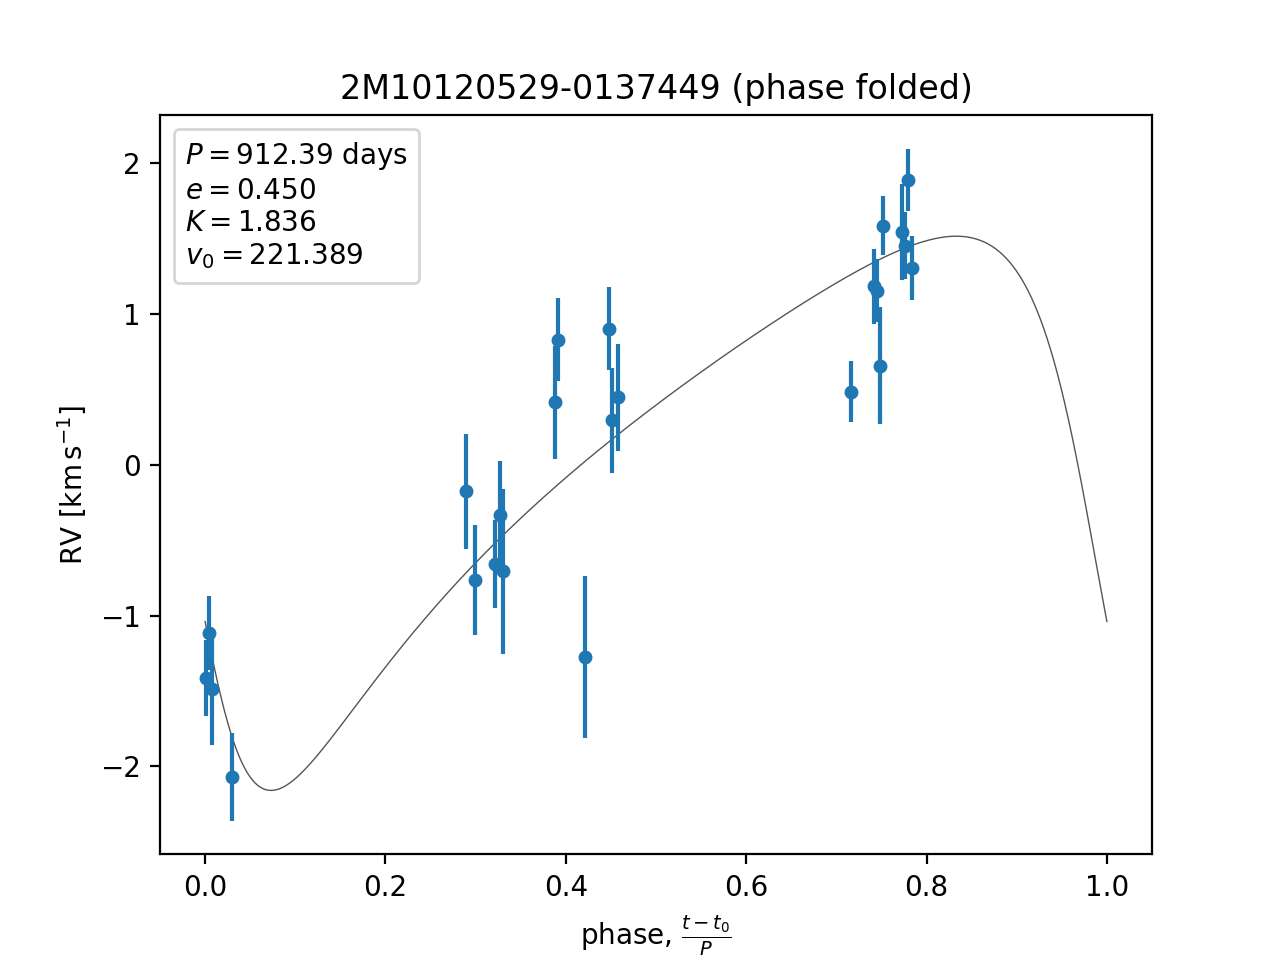 2M10120529-0137449 (phase folded)
P = 912.39 days
e = 0.450
K = 1.836
v₀ = 221.389
2
1
0
−1
−2
RV [km s⁻¹]
0.0 0.2 0.4 0.6 0.8 1.0
phase, (t − t₀)/P